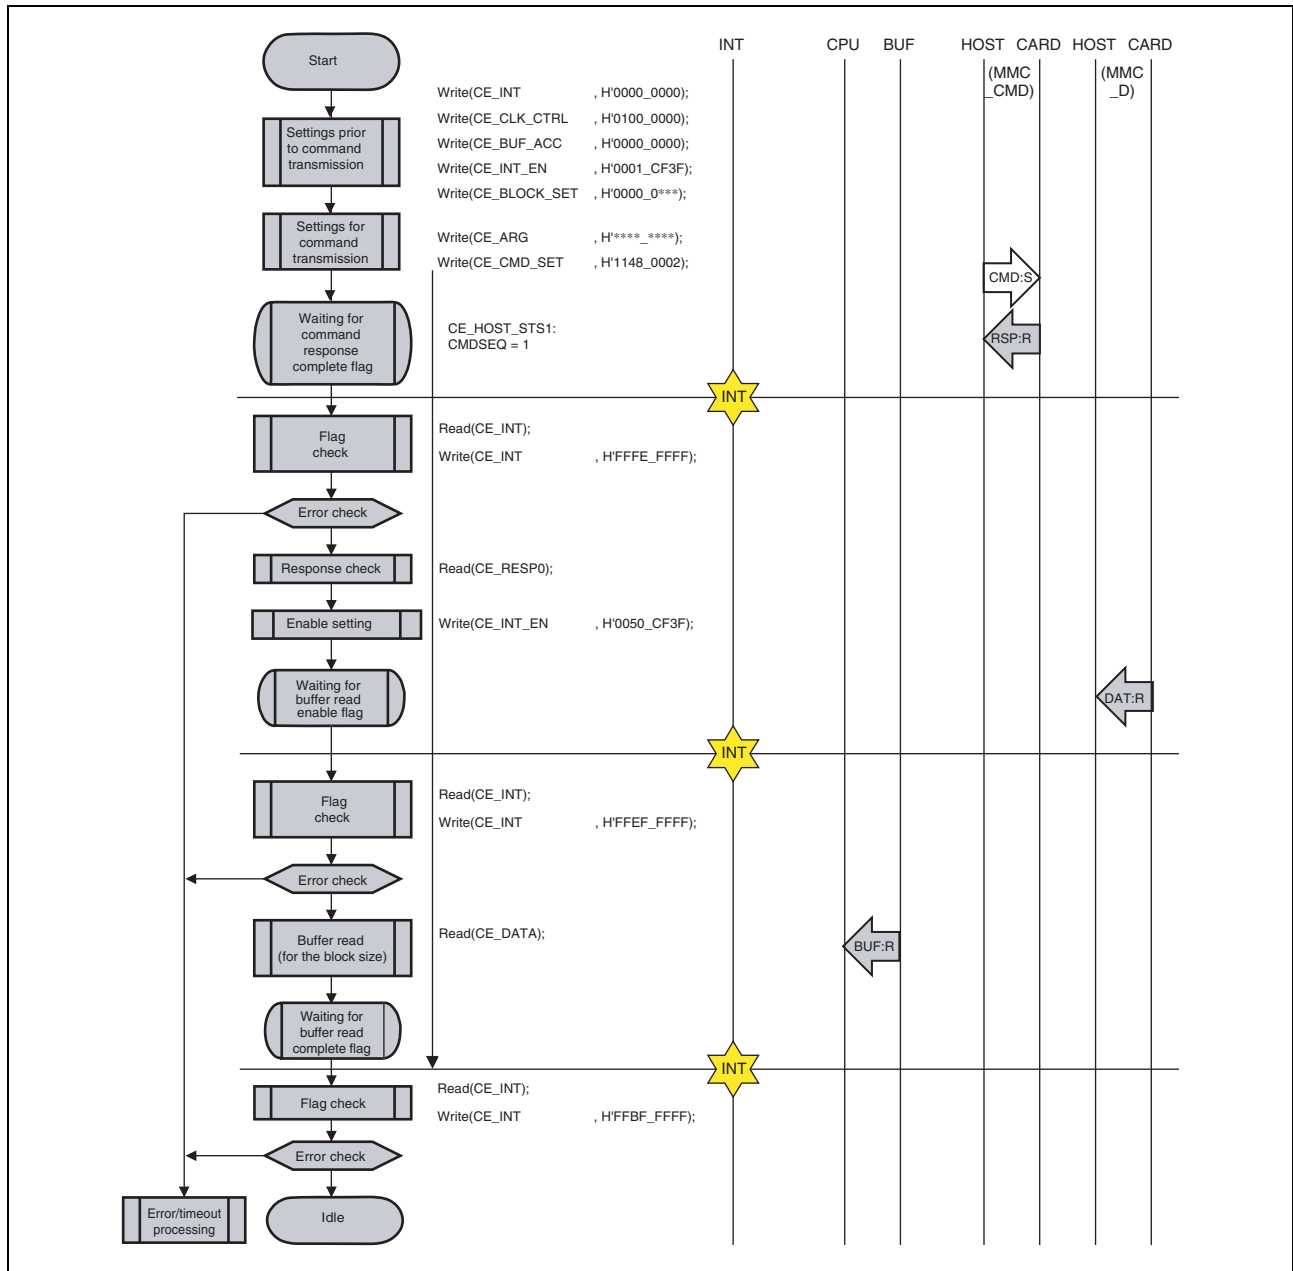 INT CPU BUF HOST CARD HOST CARD
Start
(MMC
_CMD)
(MMC
_D)
Write(CE_INT , H'0000_0000);
Write(CE_CLK_CTRL , H'0100_0000);
Settings prior
to command
transmission
Write(CE_BUF_ACC , H'0000_0000);
Write(CE_INT_EN , H'0001_CF3F);
Write(CE_BLOCK_SET , H'0000_0***);
Settings for
command
transmission
Write(CE_ARG , H'****_****);
Write(CE_CMD_SET , H'1148_0002);
CMD:S
Waiting for
command
response
complete flag
CE_HOST_STS1:
CMDSEQ = 1
RSP:R
INT
Flag
check
Read(CE_INT);
Write(CE_INT , H'FFFE_FFFF);
Error check
Response check
Read(CE_RESP0);
Enable setting
Write(CE_INT_EN , H'0050_CF3F);
Waiting for
buffer read
enable flag
DAT:R
INT
Flag
check
Read(CE_INT);
Write(CE_INT , H'FFEF_FFFF);
Error check
Buffer read
(for the block size)
Read(CE_DATA);
BUF:R
Waiting for
buffer read
complete flag
INT
Flag check
Read(CE_INT);
Write(CE_INT , H'FFBF_FFFF);
Error check
Error/timeout
processing
Idle